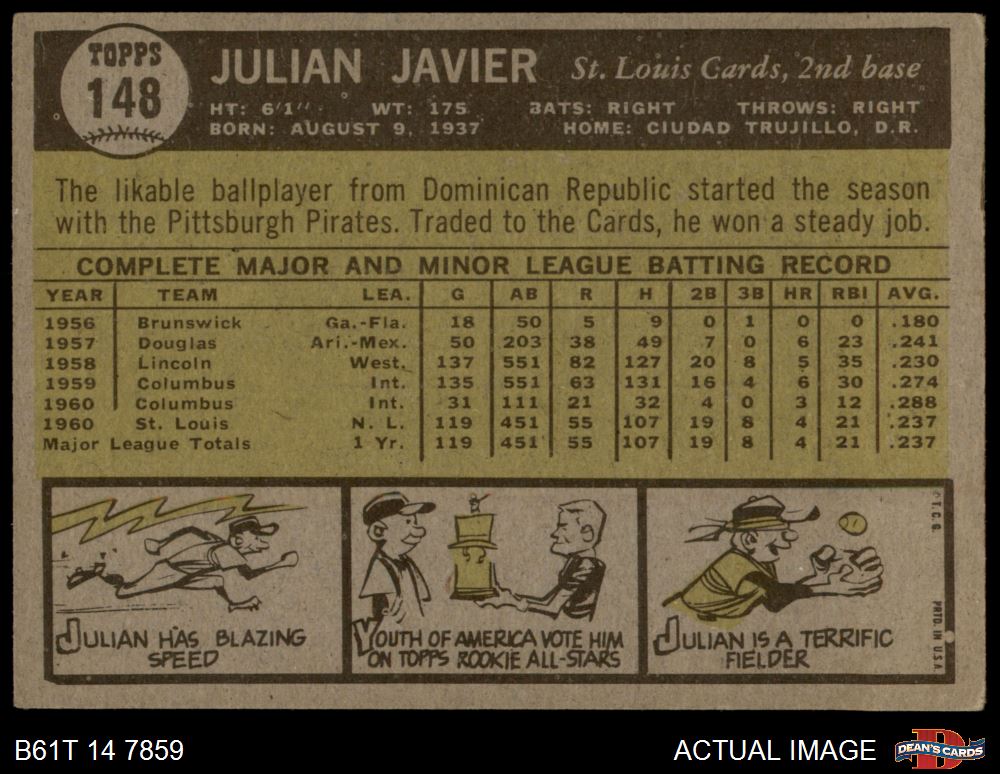 TOPPS
148
JULIAN JAVIER St. Louis Cards, 2nd base
HT: 6'1" WT: 175 BATS: RIGHT THROWS: RIGHT
BORN: AUGUST 9, 1937 HOME: CIUDAD TRUJILLO, D.R.
The likable ballplayer from Dominican Republic started the season
with the Pittsburgh Pirates. Traded to the Cards, he won a steady job.
COMPLETE MAJOR AND MINOR LEAGUE BATTING RECORD
YEAR TEAM LEA. G AB R H 2B 3B HR RBI AVG.
1956 Brunswick Ga.-Fla. 18 50 5 9 0 1 0 0 .180
1957 Douglas Ari.-Mex. 50 203 38 49 7 0 6 23 .241
1958 Lincoln West. 137 551 82 127 20 8 5 35 .230
1959 Columbus Int. 135 551 63 131 16 4 6 30 .274
1960 Columbus Int. 31 111 21 32 4 0 3 12 .288
1960 St. Louis N. L. 119 451 55 107 19 8 4 21 .237
Major League Totals 1 Yr. 119 451 55 107 19 8 4 21 .237
JULIAN HAS BLAZING
SPEED
YOUTH OF AMERICA VOTE HIM
ON TOPPS ROOKIE ALL-STARS
JULIAN IS A TERRIFIC
FIELDER
© T. C. G.
PRTD. IN U.S.A.
B61T 14 7859
ACTUAL IMAGE
D
DEAN'S CARDS